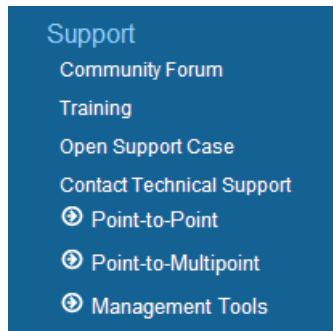 Support
Community Forum
Training
Open Support Case
Contact Technical Support
Point-to-Point
Point-to-Multipoint
Management Tools